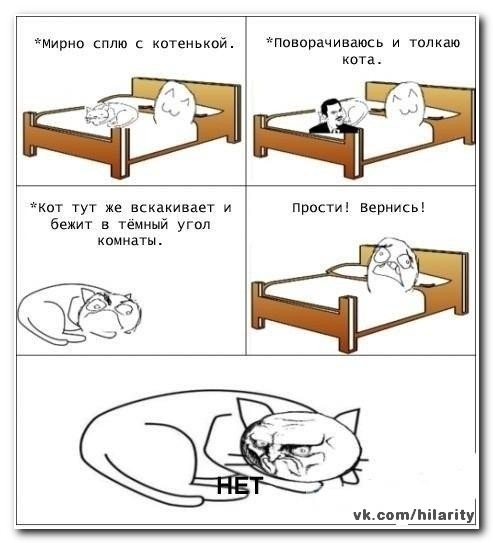 *Мирно сплю с котенькой.
*Поворачиваюсь и толкаю
кота.
*Кот тут же вскакивает и
бежит в тёмный угол
комнаты.
Прости! Вернись!
НЕТ
vk.com/hilarity